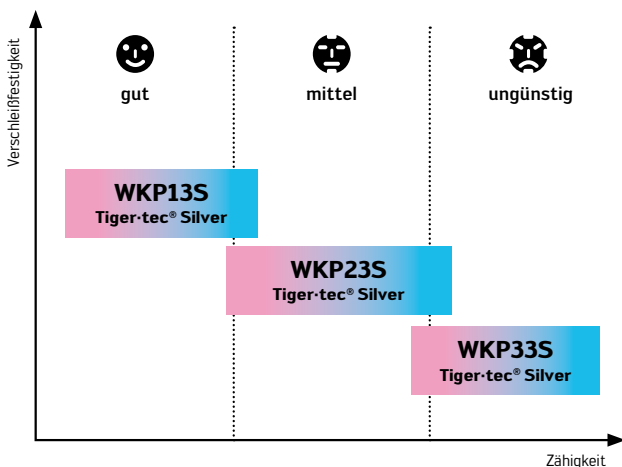 Verschleißfestigkeit
gut
mittel
ungünstig
WKP13S
Tiger·tec® Silver
WKP23S
Tiger·tec® Silver
WKP33S
Tiger·tec® Silver
Zähigkeit